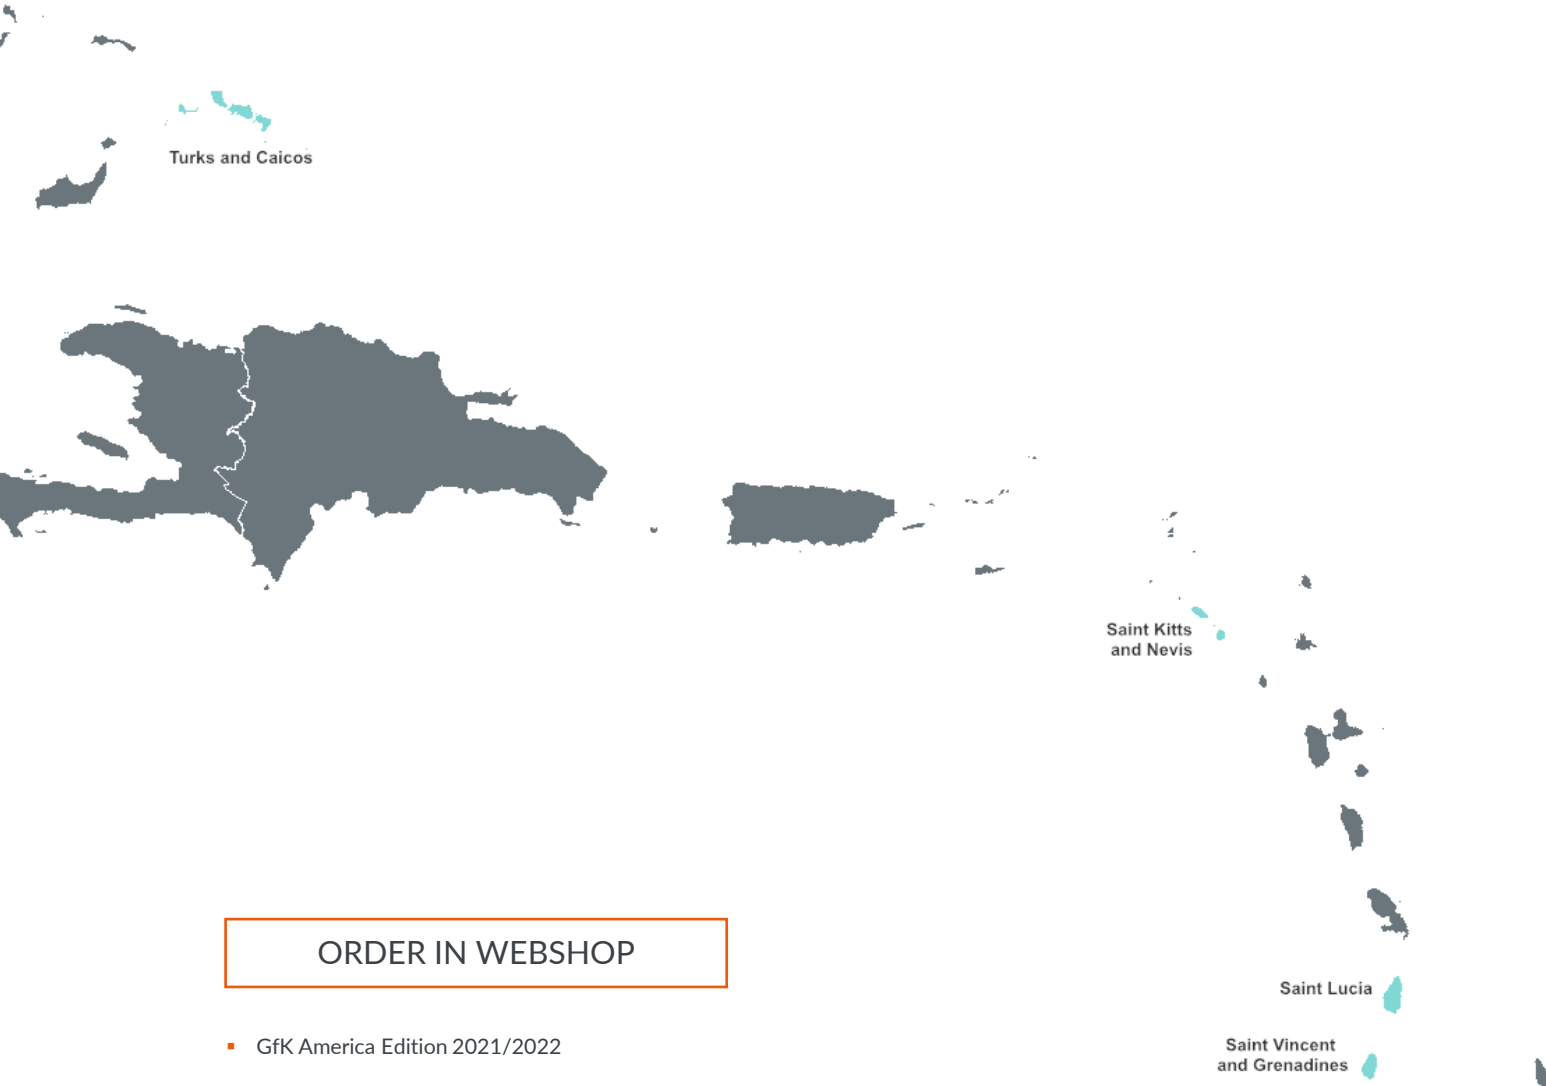 Turks and Caicos
Saint Kitts
and Nevis
ORDER IN WEBSHOP
Saint Lucia
GfK America Edition 2021/2022
Saint Vincent
and Grenadines